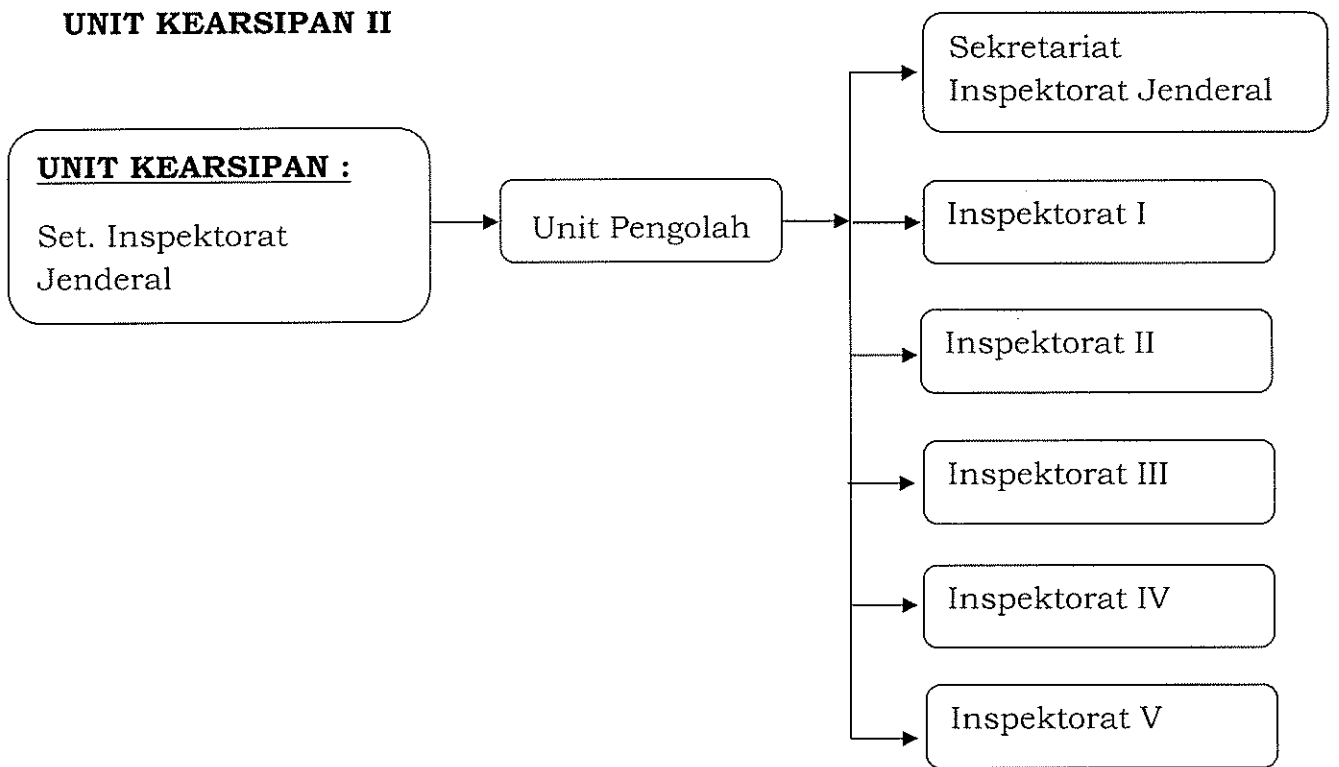 UNIT KEARSIPAN II
UNIT KEARSIPAN :
Set. Inspektorat
Jenderal
Unit Pengolah
Sekretariat
Inspektorat Jenderal
Inspektorat I
Inspektorat II
Inspektorat III
Inspektorat IV
Inspektorat V